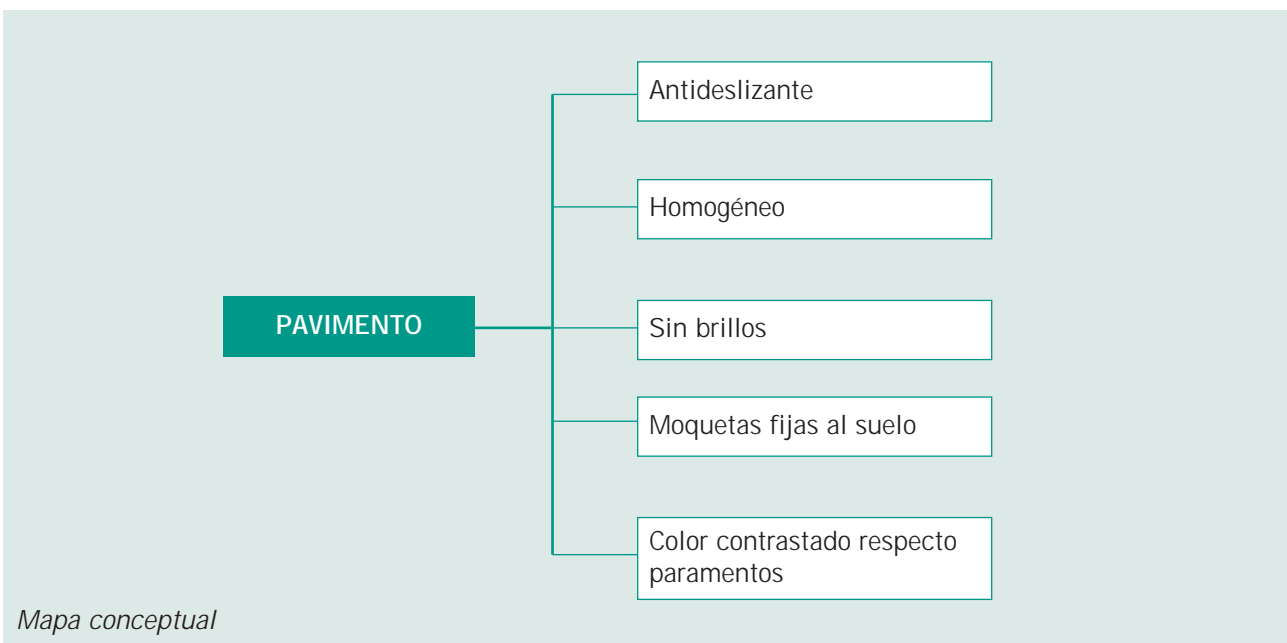 Antideslizante
Homogéneo
PAVIMENTO
Sin brillos
Moquetas fijas al suelo
Color contrastado respecto
paramentos
Mapa conceptual